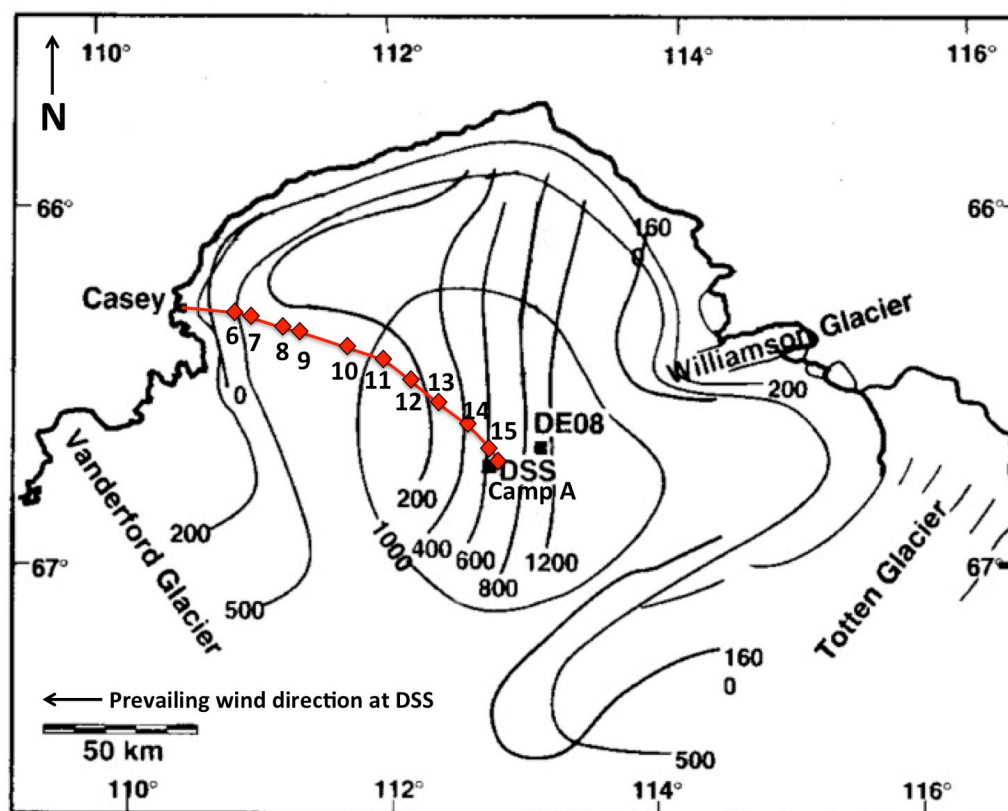 110° 112° 114° 116°
N
66° 66°
160
0
Casey
6 7 8 9 10 11 12 13 14 15
Williamson Glacier
0
200
DE08
DSS
Camp A
200
1000
400
600
800
1200
200
500
Vanderford Glacier
67° 67°
Totten Glacier
160
0
500
Prevailing wind direction at DSS
50 km
110° 112° 114° 116°